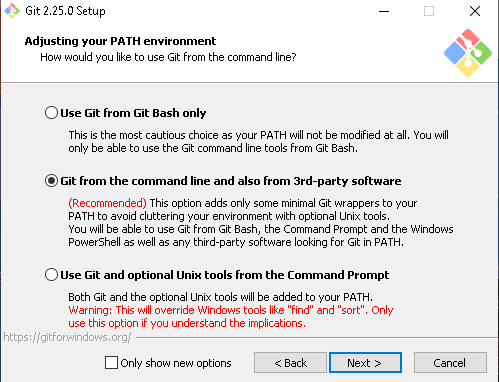 Git 2.25.0 Setup
Adjusting your PATH environment
How would you like to use Git from the command line?
Use Git from Git Bash only
This is the most cautious choice as your PATH will not be modified at all. You will
only be able to use the Git command line tools from Git Bash.
Git from the command line and also from 3rd-party software
(Recommended) This option adds only some minimal Git wrappers to your
PATH to avoid cluttering your environment with optional Unix tools.
You will be able to use Git from Git Bash, the Command Prompt and the Windows
PowerShell as well as any third-party software looking for Git in PATH.
Use Git and optional Unix tools from the Command Prompt
Both Git and the optional Unix tools will be added to your PATH.
Warning: This will override Windows tools like "find" and "sort". Only
use this option if you understand the implications.
https://gitforwindows.org/
Only show new options
< Back
Next >
Cancel